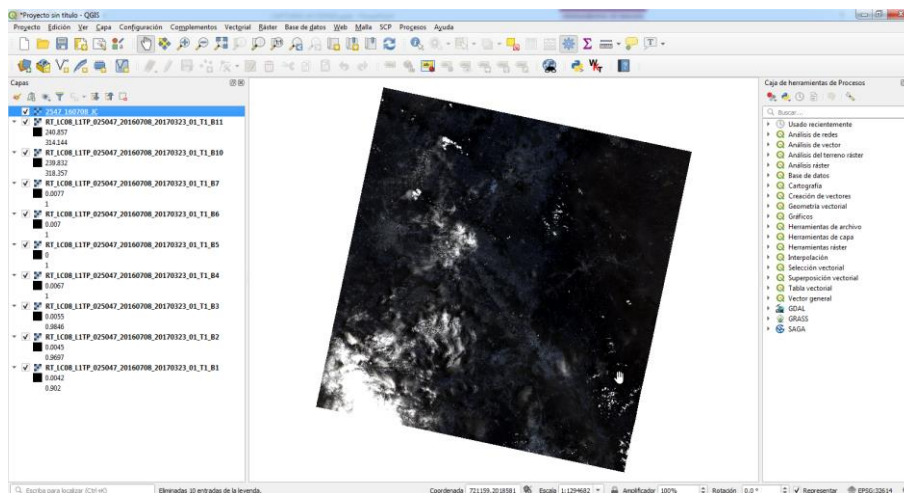 *Proyecto sin título - QGIS
Proyecto Edición Ver Capa Configuración Complementos Vectorial Ráster Base de datos Web Malla SCP Procesos Ayuda
Capas
2547_160708_JC
RT_LC08_L1TP_025047_20160708_20170323_01_T1_B11
240.857
314.144
RT_LC08_L1TP_025047_20160708_20170323_01_T1_B10
239.832
318.357
RT_LC08_L1TP_025047_20160708_20170323_01_T1_B7
0.0077
1
RT_LC08_L1TP_025047_20160708_20170323_01_T1_B6
0.007
1
RT_LC08_L1TP_025047_20160708_20170323_01_T1_B5
0
1
RT_LC08_L1TP_025047_20160708_20170323_01_T1_B4
0.0067
1
RT_LC08_L1TP_025047_20160708_20170323_01_T1_B3
0.0055
0.9846
RT_LC08_L1TP_025047_20160708_20170323_01_T1_B2
0.0045
0.9697
RT_LC08_L1TP_025047_20160708_20170323_01_T1_B1
0.0042
0.902
Caja de herramientas de Procesos
Buscar...
Usado recientemente
Análisis de redes
Análisis de vector
Análisis del terreno ráster
Análisis ráster
Base de datos
Cartografía
Creación de vectores
Geometría vectorial
Gráficos
Herramientas de archivo
Herramientas de capa
Herramientas ráster
Interpolación
Selección vectorial
Superposición vectorial
Tabla vectorial
Vector general
GDAL
GRASS
SAGA
Escriba para localizar (Ctrl+K) Eliminadas 10 entradas de la leyenda. Coordenada 721159.2018581 Escala 1:1294682 Amplificador 100% Rotación 0.0 ° Representar EPSG:32614